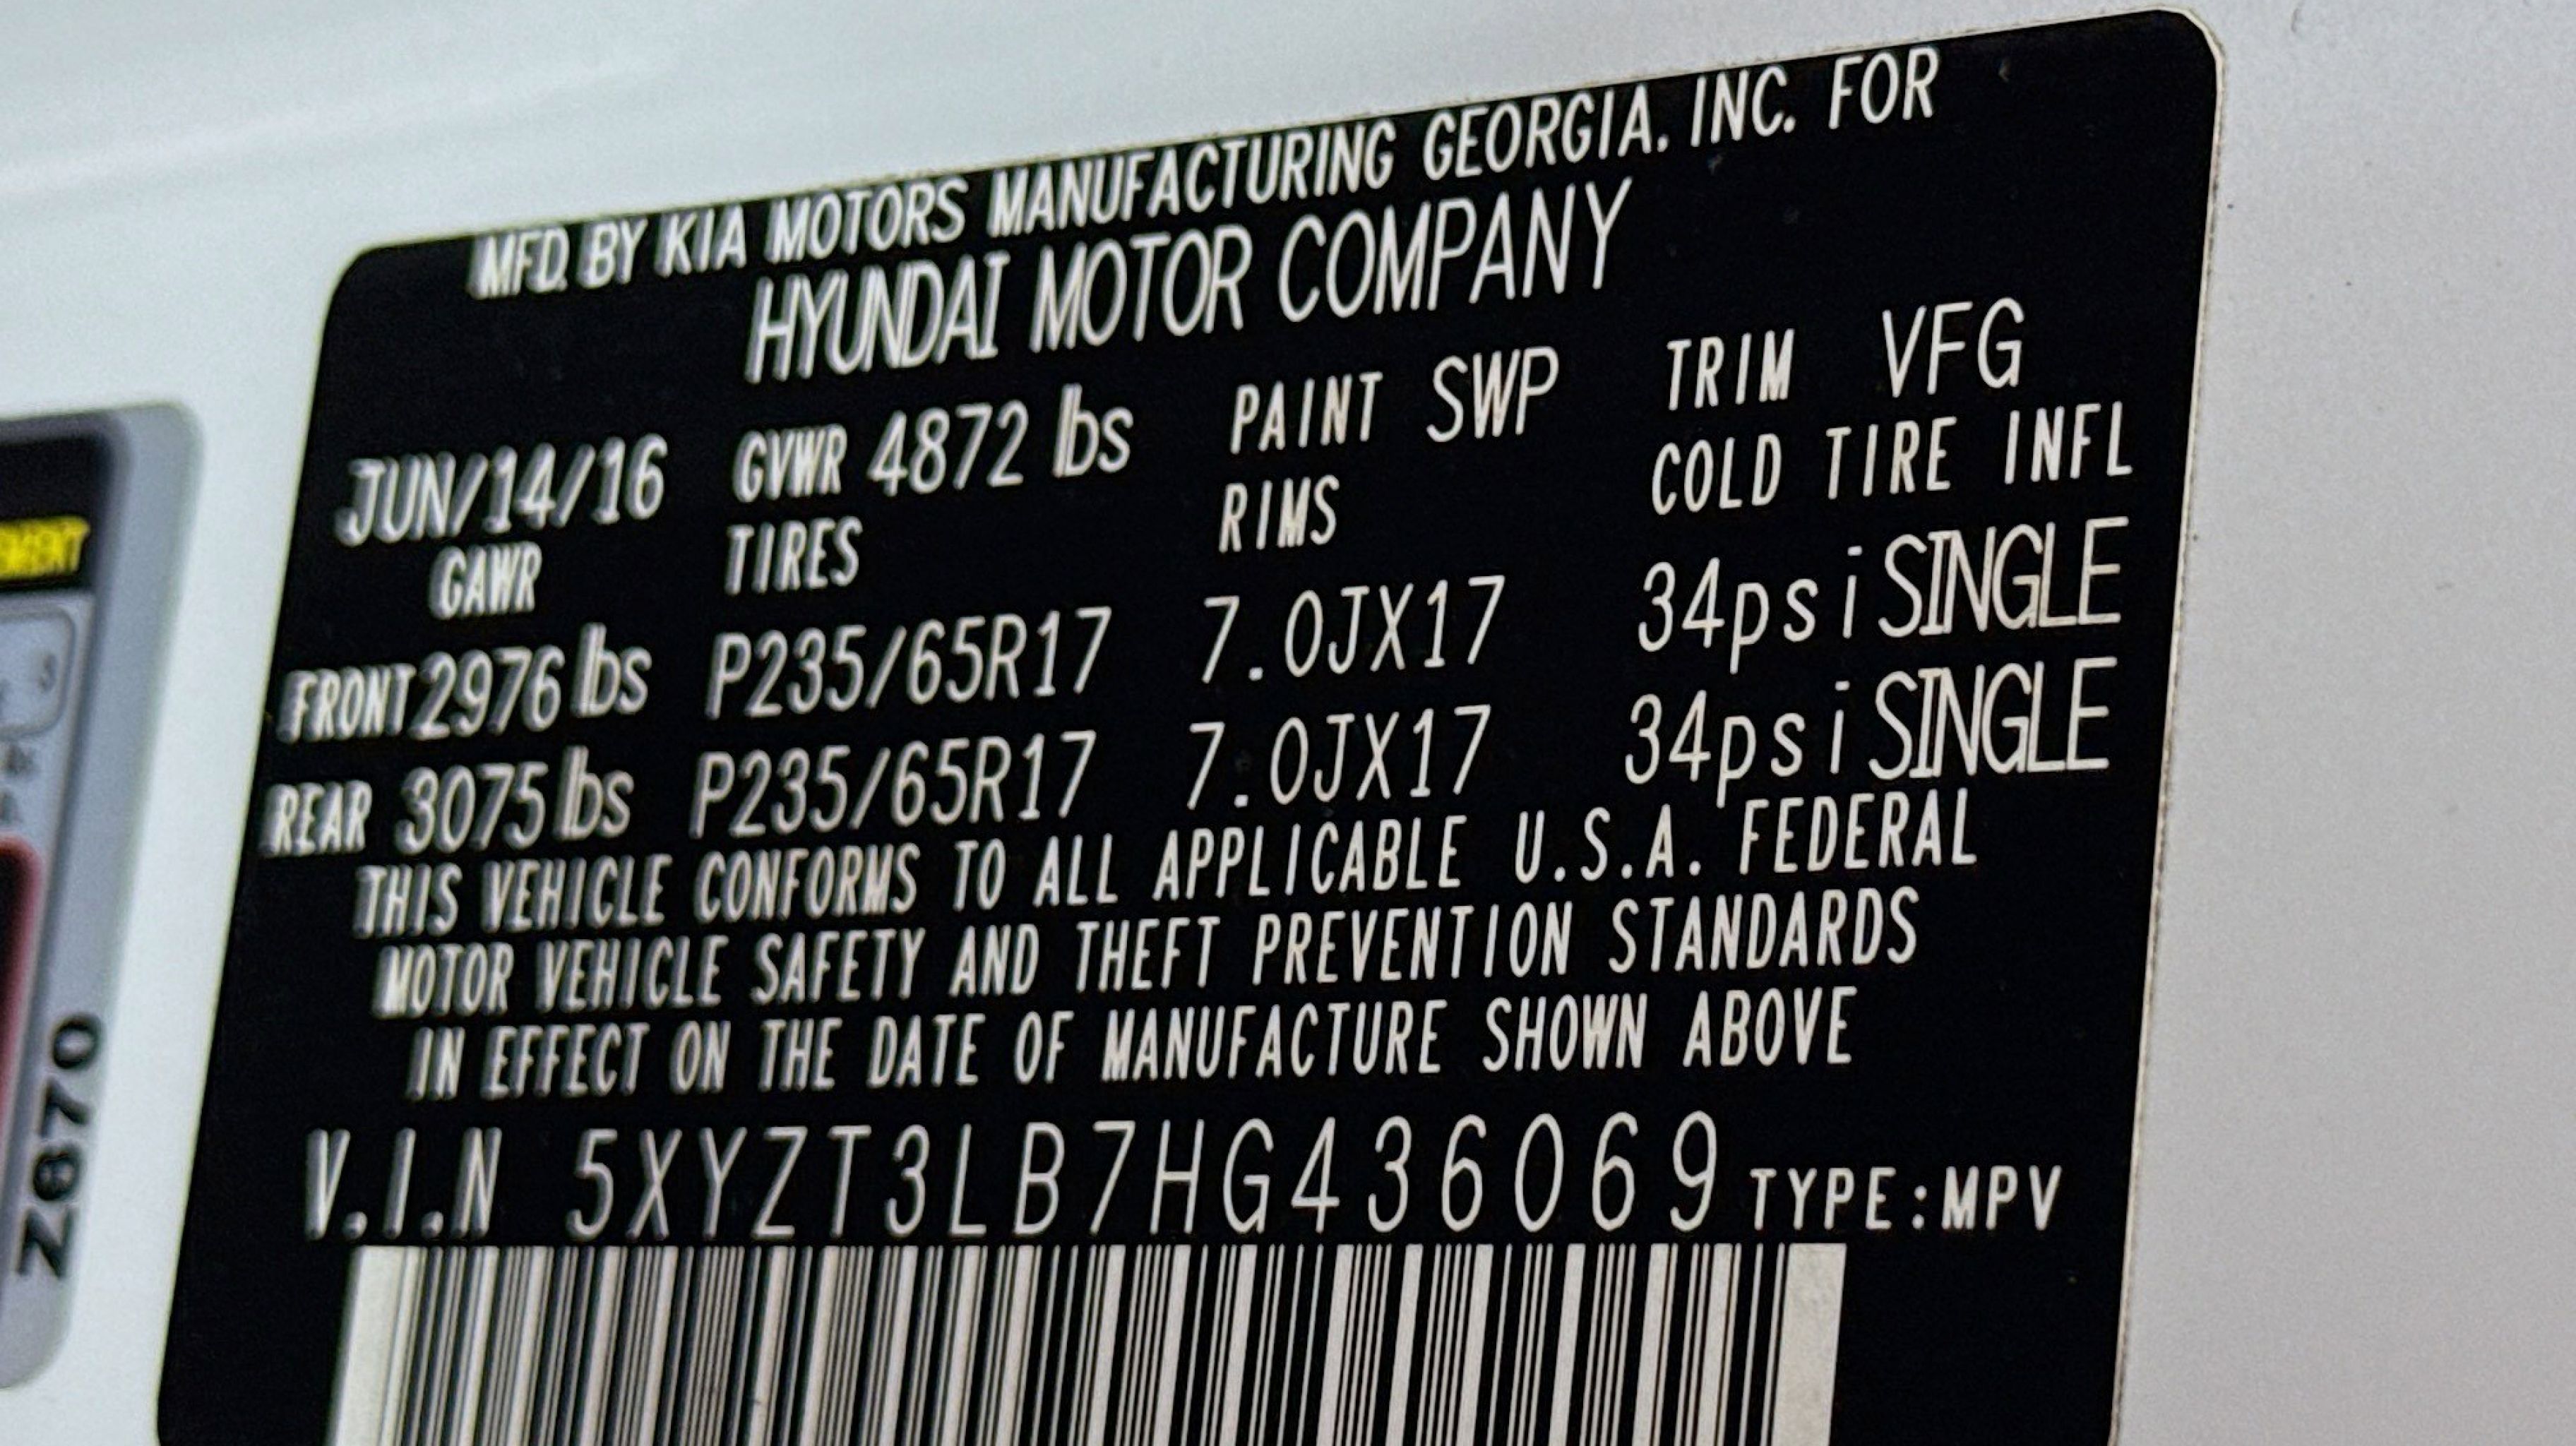 MFD. BY KIA MOTORS MANUFACTURING GEORGIA. INC. FOR
HYUNDAI MOTOR COMPANY
JUN/14/16 GVWR 4872 lbs PAINT SWP TRIM VFG
GAWR TIRES RIMS COLD TIRE INFL
FRONT 2976 lbs P235/65R17 7.0JX17 34psi SINGLE
REAR 3075 lbs P235/65R17 7.0JX17 34psi SINGLE
THIS VEHICLE CONFORMS TO ALL APPLICABLE U.S.A. FEDERAL
MOTOR VEHICLE SAFETY AND THEFT PREVENTION STANDARDS
IN EFFECT ON THE DATE OF MANUFACTURE SHOWN ABOVE
V.I.N 5XYZT3LB7HG436069 TYPE:MPV
Z870